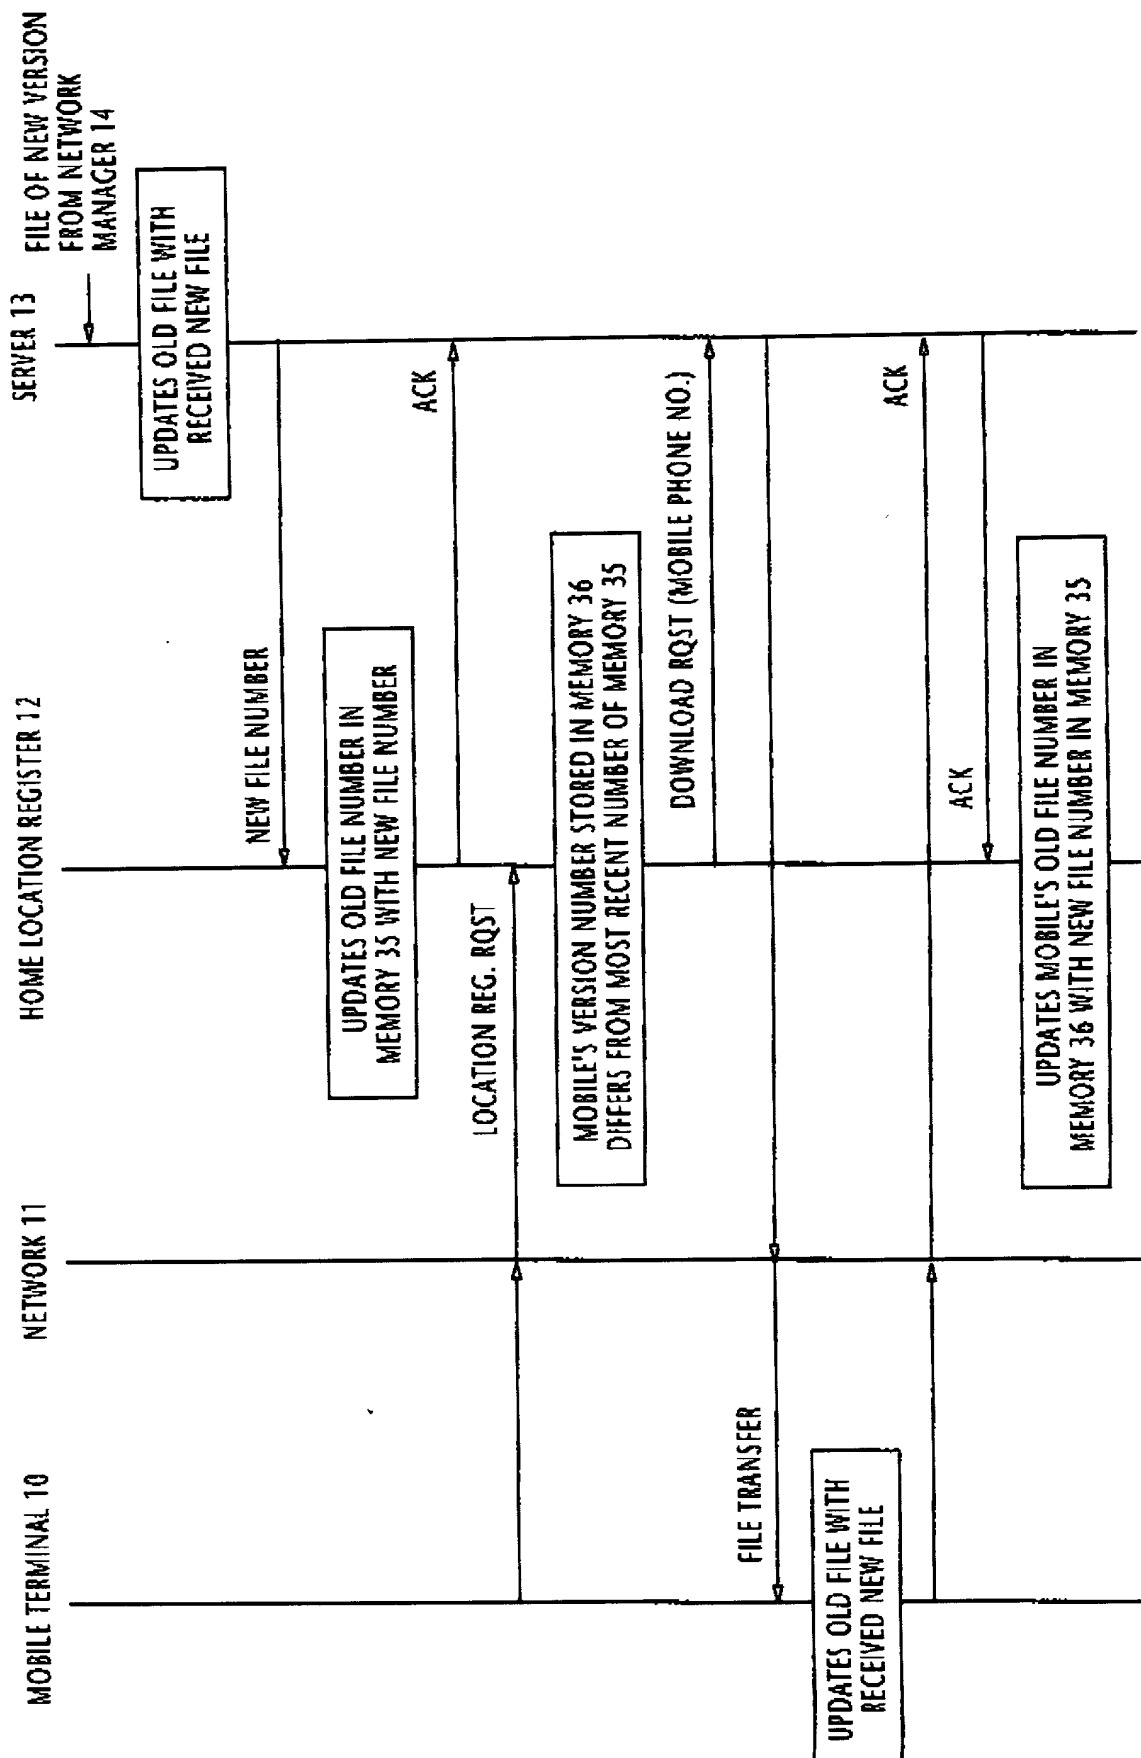 MOBILE TERMINAL 10
NETWORK 11
HOME LOCATION REGISTER 12
SERVER 13
FILE OF NEW VERSION
FROM NETWORK
MANAGER 14
UPDATES OLD FILE WITH
RECEIVED NEW FILE
NEW FILE NUMBER
UPDATES OLD FILE NUMBER IN
MEMORY 35 WITH NEW FILE NUMBER
ACK
LOCATION REG. RQST
MOBILE'S VERSION NUMBER STORED IN MEMORY 36
DIFFERS FROM MOST RECENT NUMBER OF MEMORY 35
DOWNLOAD RQST (MOBILE PHONE NO.)
FILE TRANSFER
UPDATES OLD FILE WITH
RECEIVED NEW FILE
ACK
ACK
UPDATES MOBILE'S OLD FILE NUMBER IN
MEMORY 36 WITH NEW FILE NUMBER IN MEMORY 35